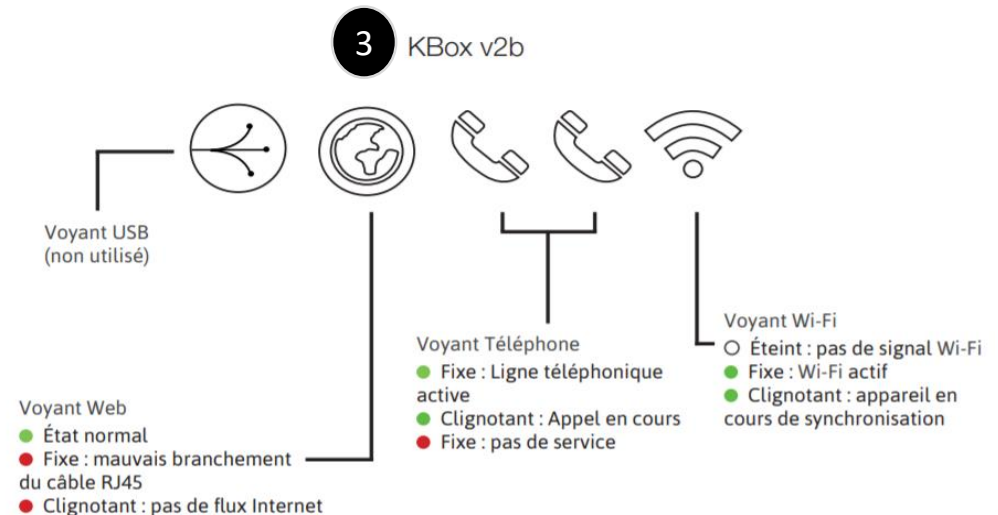 3 KBox v2b
Voyant USB
(non utilisé)
Voyant Web
État normal
Fixe : mauvais branchement
du câble RJ45
Clignotant : pas de flux Internet
Voyant Téléphone
Fixe : Ligne téléphonique
active
Clignotant : Appel en cours
Fixe : pas de service
Voyant Wi-Fi
Éteint : pas de signal Wi-Fi
Fixe : Wi-Fi actif
Clignotant : appareil en
cours de synchronisation